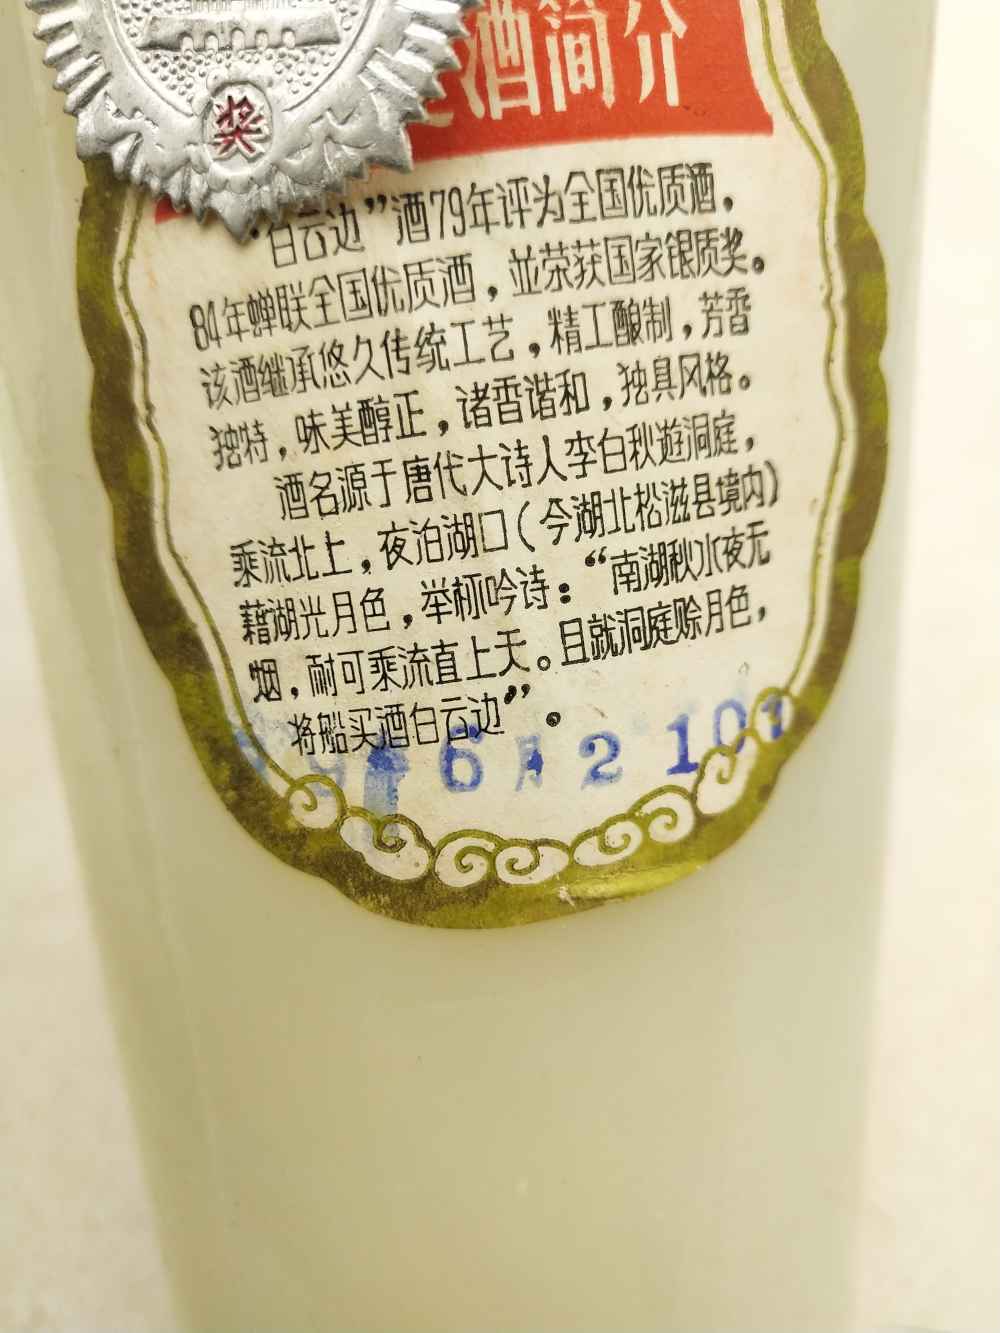 酒简介
奖
“白云边”酒79年评为全国优质酒，
84年蝉联全国优质酒，並荣获国家银质奖。
该酒继承悠久传统工艺，精工酿制，芳香
独特，味美醇正，诸香谐和，独具风格。
酒名源于唐代大诗人李白秋遊洞庭，
乘流北上，夜泊湖口(今湖北松滋县境内)
藉湖光月色，举杯吟诗：“南湖秋水夜无
烟，耐可乘流直上天。且就洞庭赊月色，
将船买酒白云边”。
6月2 101